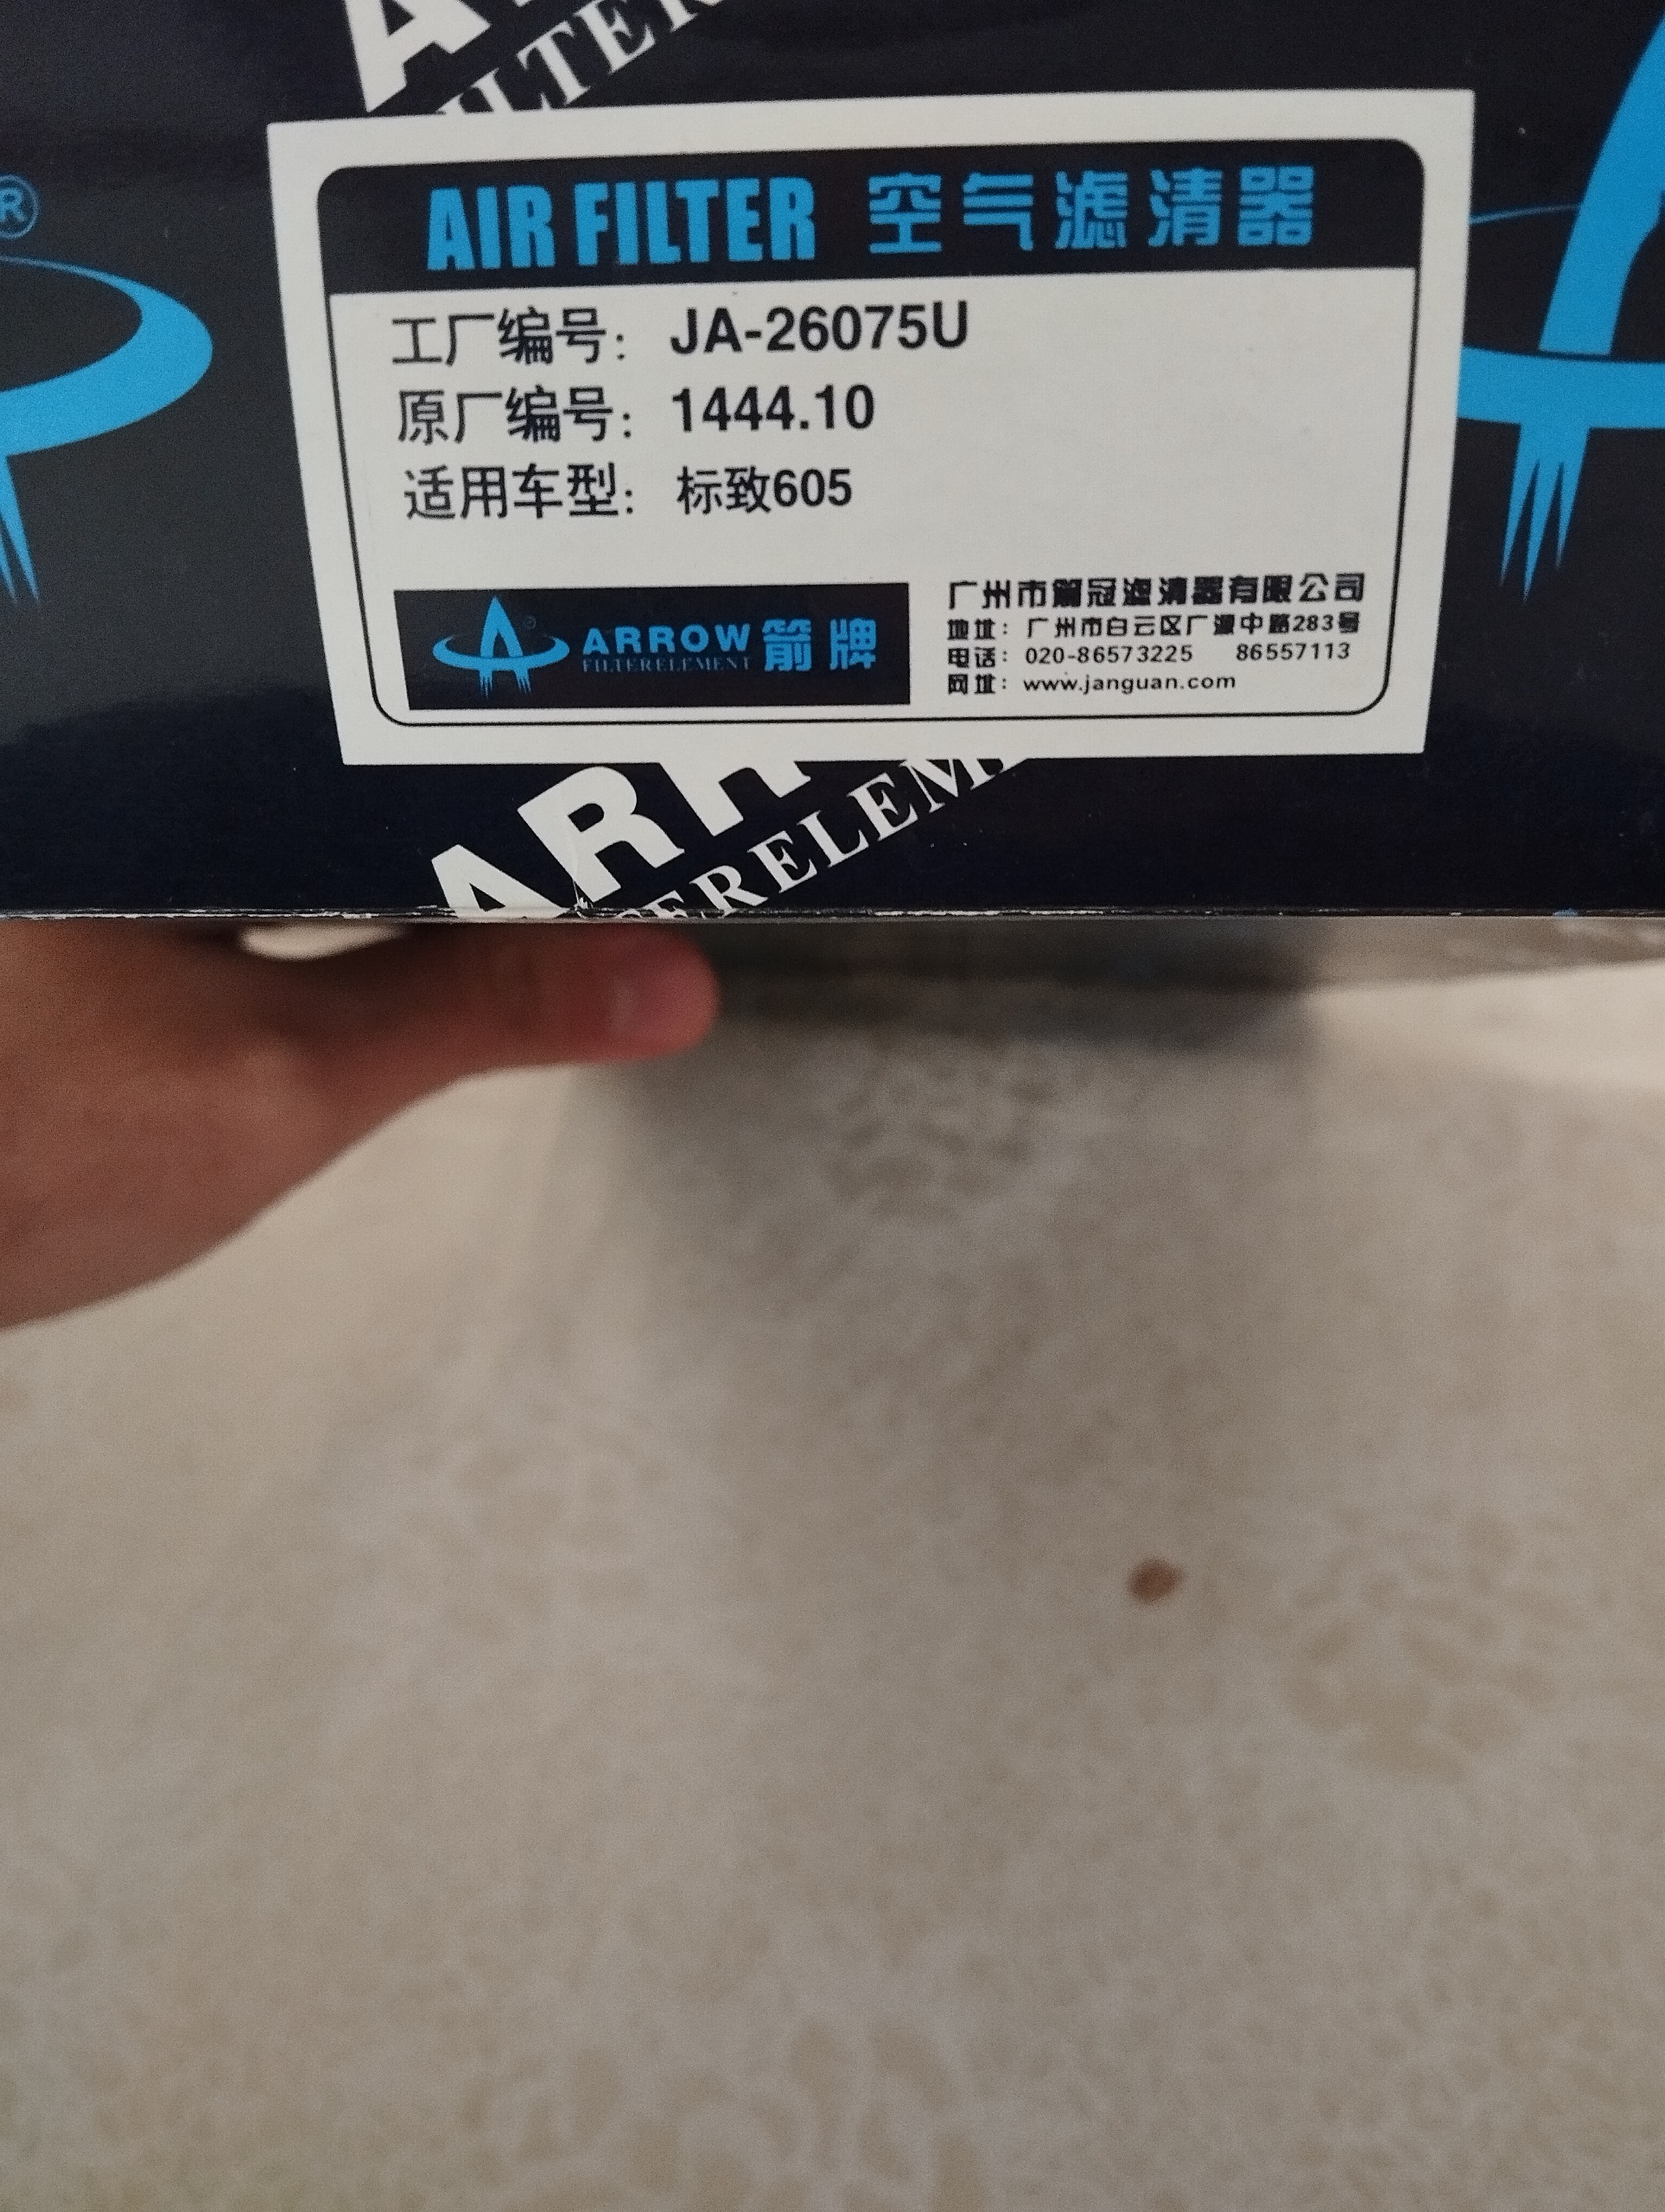 FILTER
®
AIR FILTER 空气滤清器
工厂编号: JA-26075U
原厂编号: 1444.10
适用车型: 标致605
ARROW 箭牌
FILTERELEMENT
广州市箭冠滤清器有限公司
地址: 广州市白云区广源中路283号
电话: 020-86573225 86557113
网址: www.janguan.com